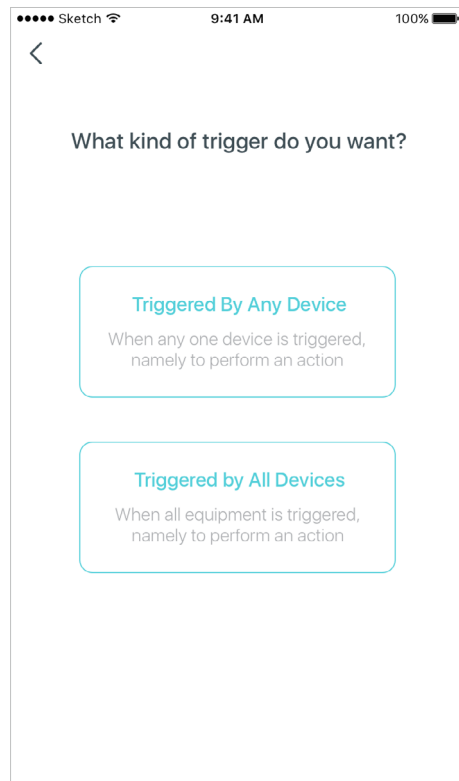 ●●●●● Sketch 9:41 AM 100%
What kind of trigger do you want?
Triggered By Any Device
When any one device is triggered,
namely to perform an action
Triggered by All Devices
When all equipment is triggered,
namely to perform an action